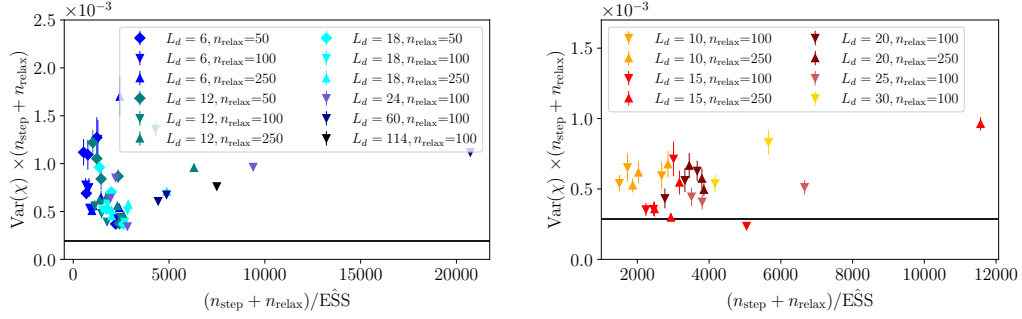 ×10⁻³
2.5
2.0
1.5
1.0
0.5
0.0
Var(χ) ×(n_step + n_relax)
L_d = 6, n_relax=50
L_d = 6, n_relax=100
L_d = 6, n_relax=250
L_d = 12, n_relax=50
L_d = 12, n_relax=100
L_d = 12, n_relax=250
L_d = 18, n_relax=50
L_d = 18, n_relax=100
L_d = 18, n_relax=250
L_d = 24, n_relax=100
L_d = 60, n_relax=100
L_d = 114, n_relax=100
0 5000 10000 15000 20000
(n_step + n_relax)/ÊSS
×10⁻³
1.5
1.0
0.5
0.0
Var(χ) ×(n_step + n_relax)
L_d = 10, n_relax=100
L_d = 10, n_relax=250
L_d = 15, n_relax=100
L_d = 15, n_relax=250
L_d = 20, n_relax=100
L_d = 20, n_relax=250
L_d = 25, n_relax=100
L_d = 30, n_relax=100
2000 4000 6000 8000 10000 12000
(n_step + n_relax)/ÊSS